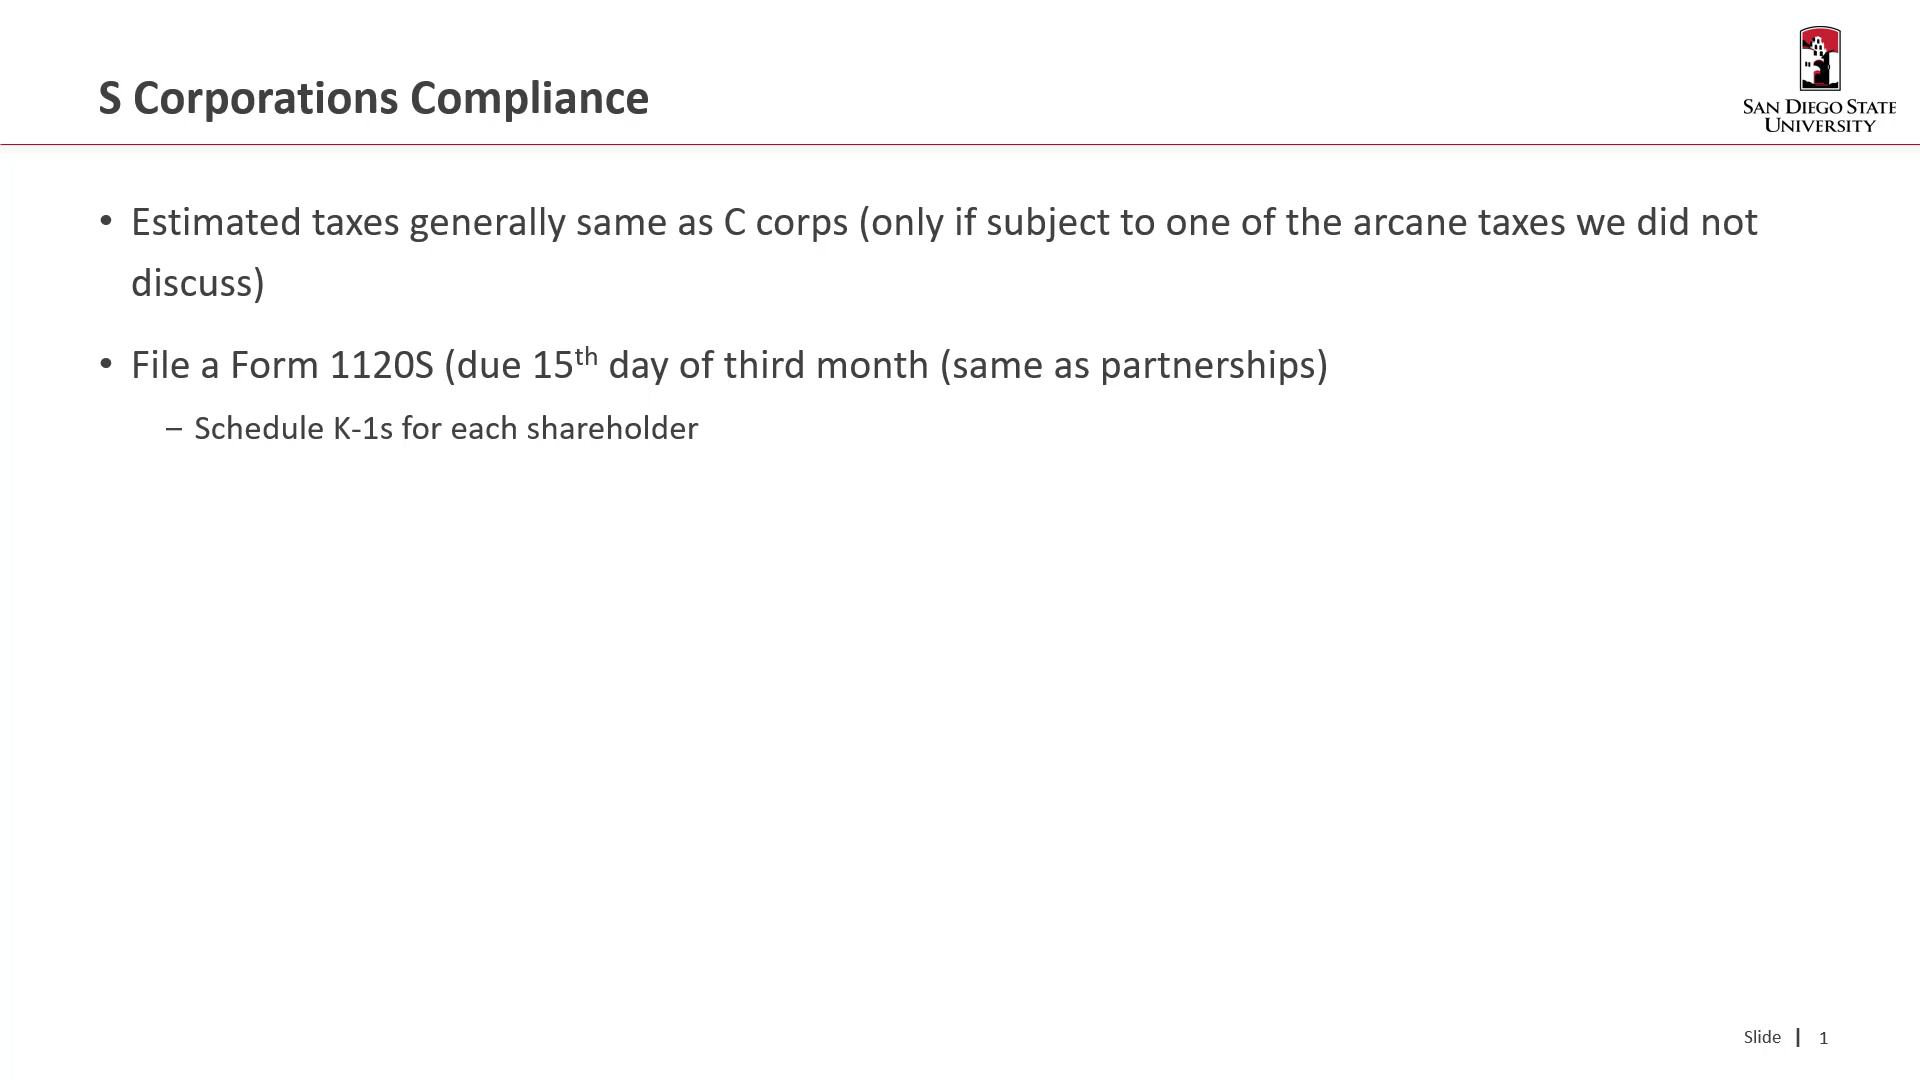 S Corporations Compliance
SAN DIEGO STATE
UNIVERSITY
• Estimated taxes generally same as C corps (only if subject to one of the arcane taxes we did not
discuss)
• File a Form 1120S (due 15th day of third month (same as partnerships)
– Schedule K-1s for each shareholder
Slide | 1